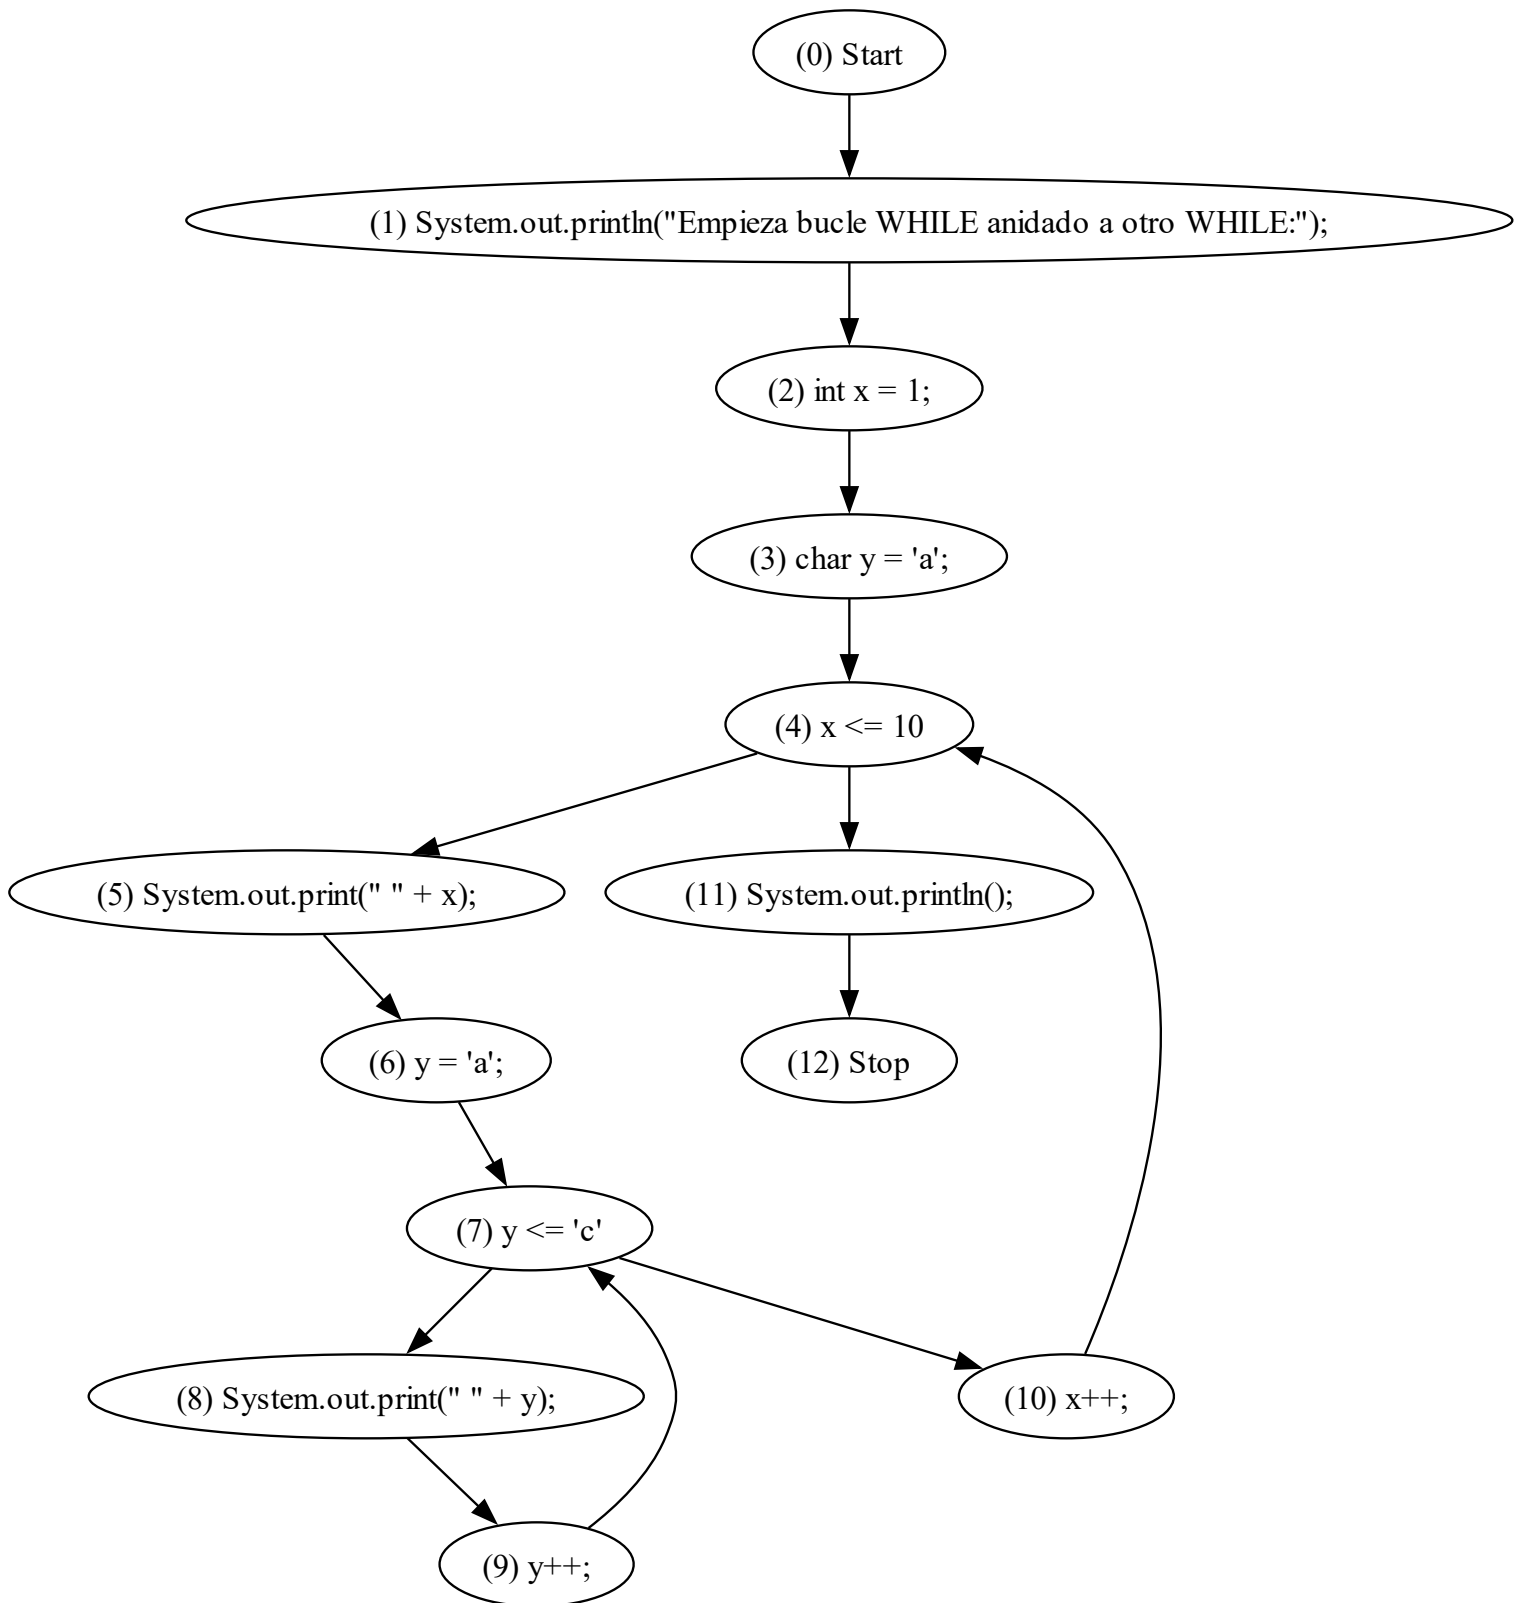 (0) Start
(1) System.out.println("Empieza bucle WHILE anidado a otro WHILE:");
(2) int x = 1;
(3) char y = 'a';
(4) x <= 10
(5) System.out.print(" " + x);
(11) System.out.println();
(6) y = 'a';
(12) Stop
(7) y <= 'c'
(8) System.out.print(" " + y);
(10) x++;
(9) y++;